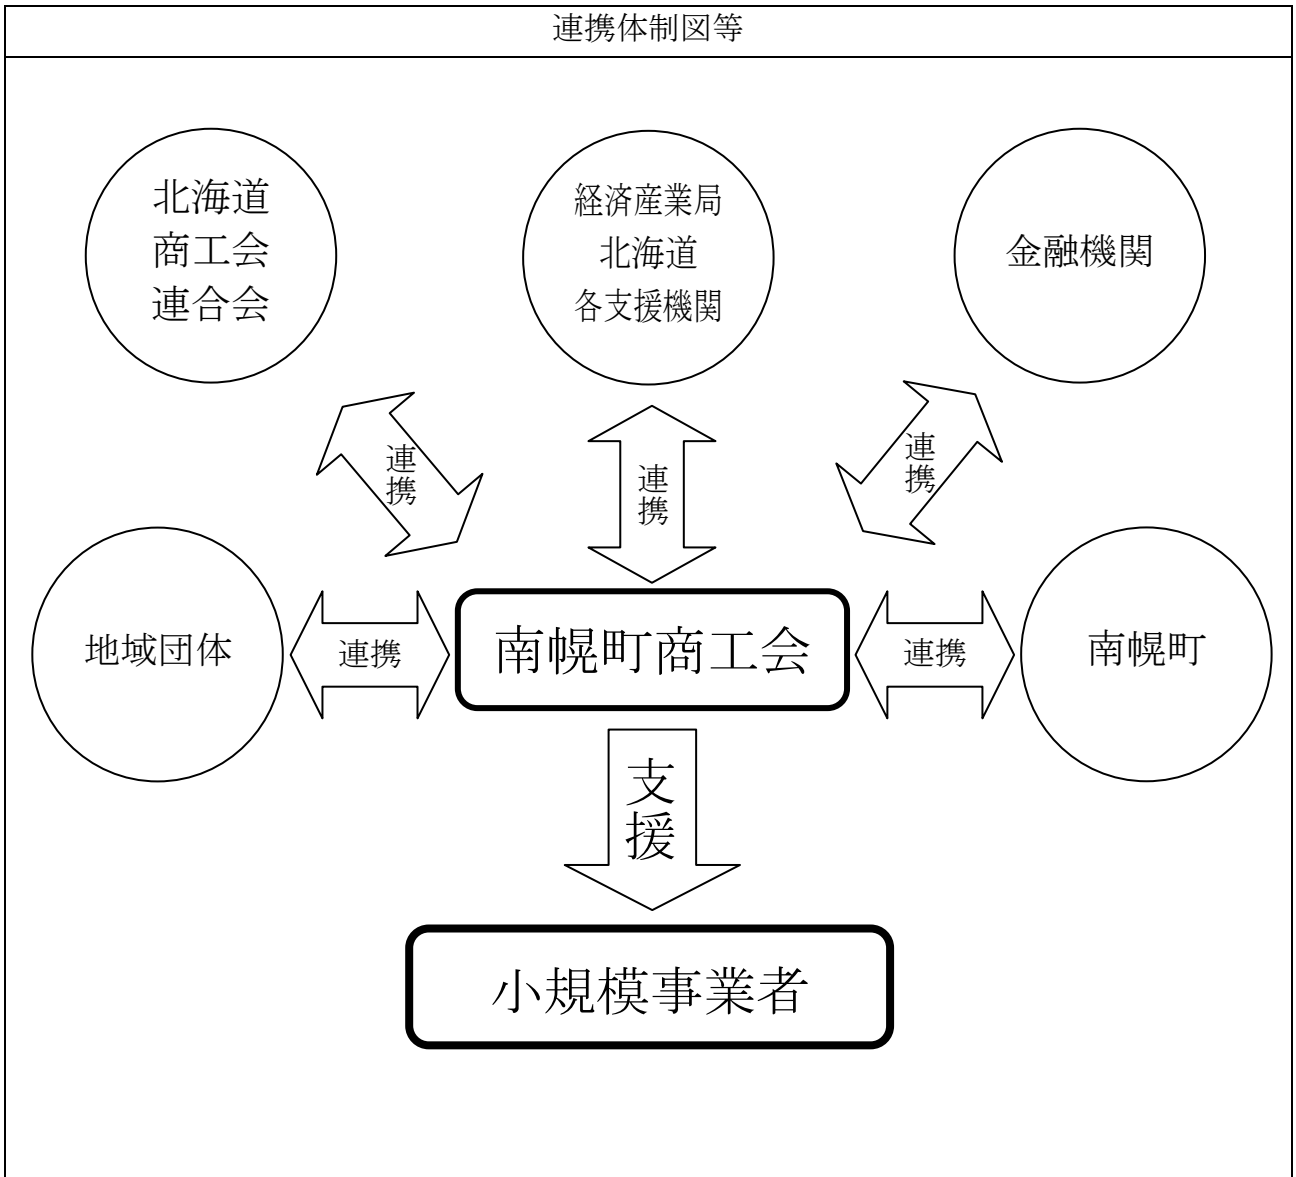 連携体制図等
北海道
商工会
連合会
経済産業局
北海道
各支援機関
金融機関
連携
連携
連携
地域団体
連携
南幌町商工会
連携
南幌町
支援
小規模事業者